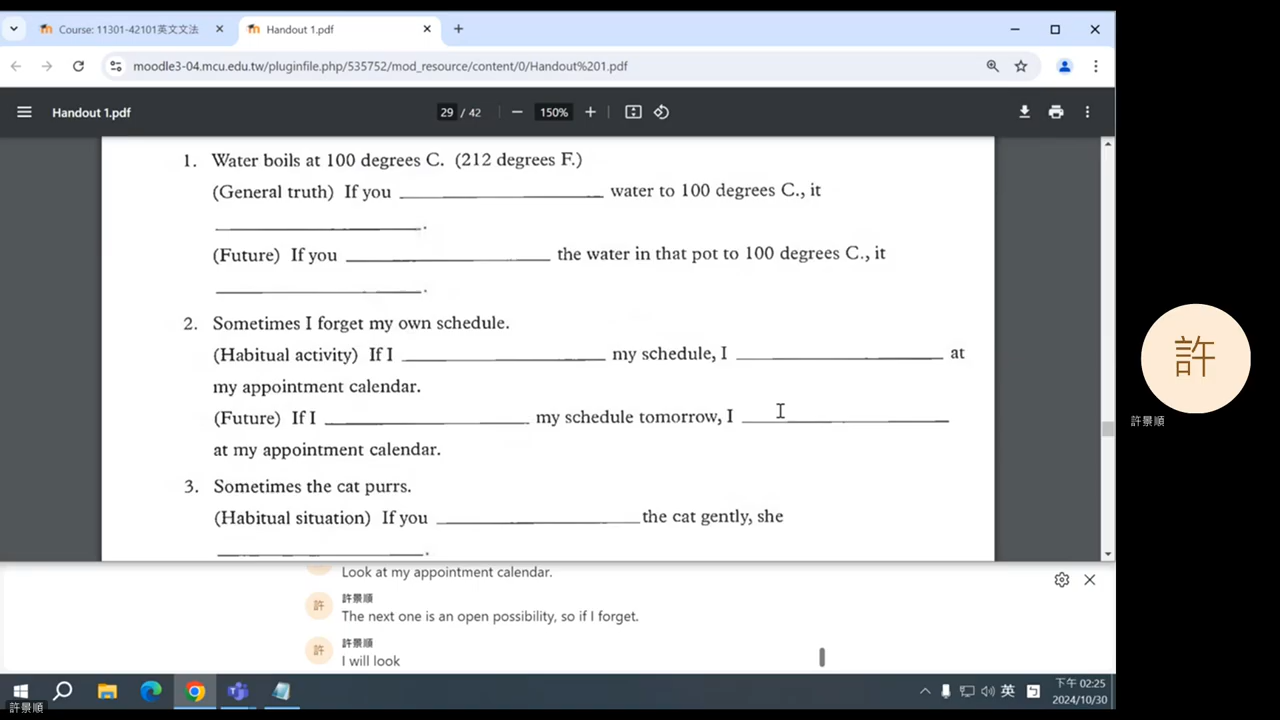 Course: 11301-42101英文文法
Handout 1.pdf
moodle3-04.mcu.edu.tw/pluginfile.php/535752/mod_resource/content/0/Handout%201.pdf
Handout 1.pdf
29 / 42
150%
1. Water boils at 100 degrees C. (212 degrees F.)
(General truth) If you ____________ water to 100 degrees C., it
____________.
(Future) If you ____________ the water in that pot to 100 degrees C., it
____________.
2. Sometimes I forget my own schedule.
(Habitual activity) If I ____________ my schedule, I ____________ at
my appointment calendar.
(Future) If I ____________ my schedule tomorrow, I ____________
at my appointment calendar.
3. Sometimes the cat purrs.
(Habitual situation) If you ____________ the cat gently, she
____________.
Look at my appointment calendar.
許
許景順
The next one is an open possibility, so if I forget.
許
許景順
I will look
許
許景順
英
下午 02:25
2024/10/30
許景順